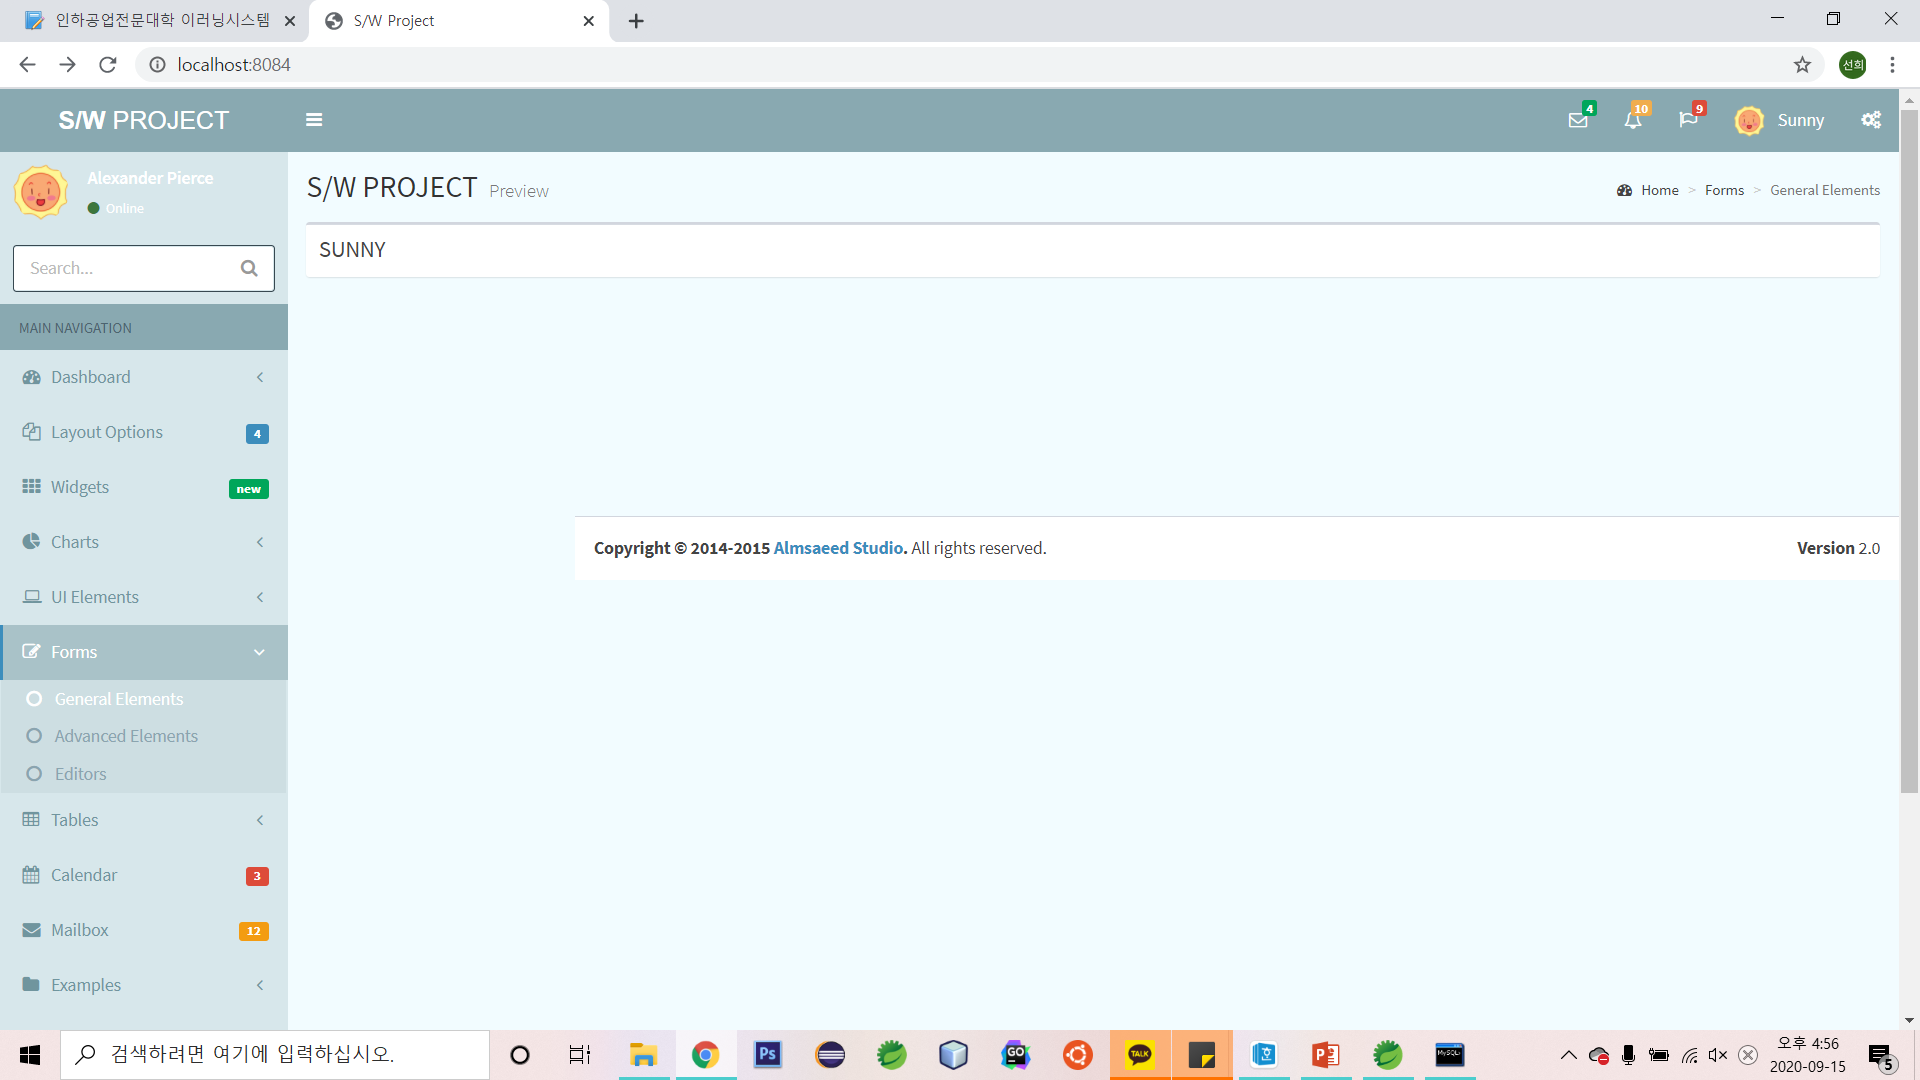 인하공업전문대학 이러닝시스템
S/W Project
localhost:8084
선희
S/W PROJECT
4
10
9
Sunny
Alexander Pierce
Online
S/W PROJECT Preview
Home > Forms > General Elements
Search...
SUNNY
MAIN NAVIGATION
Dashboard
Layout Options 4
Widgets new
Charts
UI Elements
Forms
General Elements
Advanced Elements
Editors
Tables
Calendar 3
Mailbox 12
Examples
Copyright © 2014-2015 Almsaeed Studio. All rights reserved.
Version 2.0
검색하려면 여기에 입력하십시오.
Ps
GO
TALK
P
MySQL
오후 4:56
2020-09-15
5